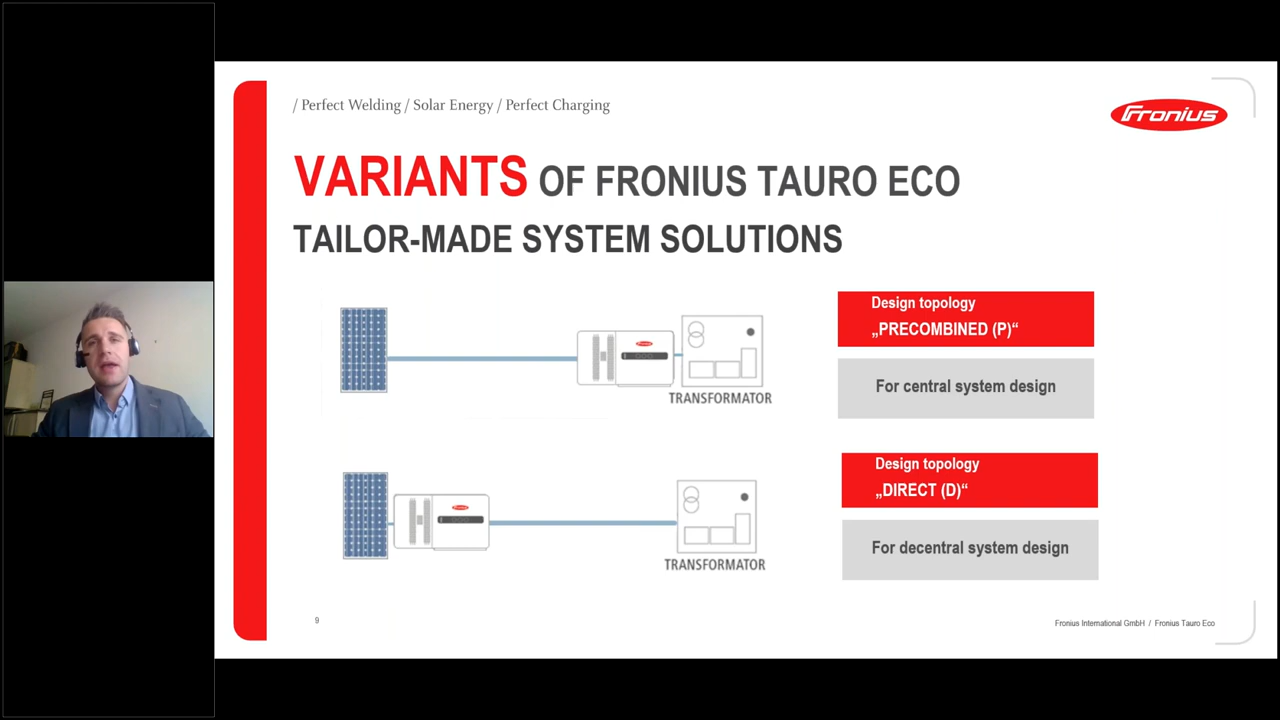 / Perfect Welding / Solar Energy / Perfect Charging
Fronius
VARIANTS OF FRONIUS TAURO ECO
TAILOR-MADE SYSTEM SOLUTIONS
Design topology
„PRECOMBINED (P)“
For central system design
TRANSFORMATOR
Design topology
„DIRECT (D)“
For decentral system design
TRANSFORMATOR
9
Fronius International GmbH / Fronius Tauro Eco